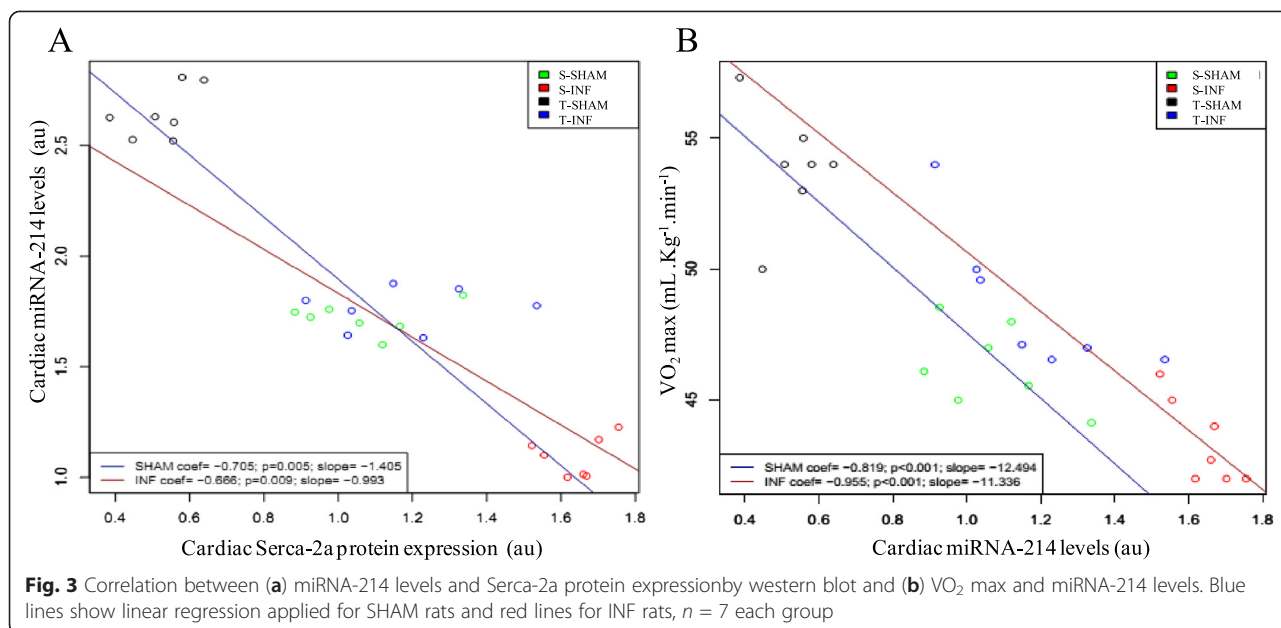 A
B
S-SHAM
S-INF
T-SHAM
T-INF
Cardiac miRNA-214 levels (au)
2.5
2.0
1.5
1.0
SHAM coef= −0.705; p=0.005; slope= −1.405
INF coef= −0.666; p=0.009; slope= −0.993
0.4 0.6 0.8 1.0 1.2 1.4 1.6 1.8
Cardiac Serca-2a protein expression (au)
S-SHAM
S-INF
T-SHAM
T-INF
VO₂ max (mL .Kg⁻¹.min⁻¹)
55
50
45
SHAM coef= −0.819; p<0.001; slope= −12.494
INF coef= −0.955; p<0.001; slope= −11.336
0.4 0.6 0.8 1.0 1.2 1.4 1.6 1.8
Cardiac miRNA-214 levels (au)
Fig. 3 Correlation between (a) miRNA-214 levels and Serca-2a protein expressionby western blot and (b) VO₂ max and miRNA-214 levels. Blue
lines show linear regression applied for SHAM rats and red lines for INF rats, n = 7 each group